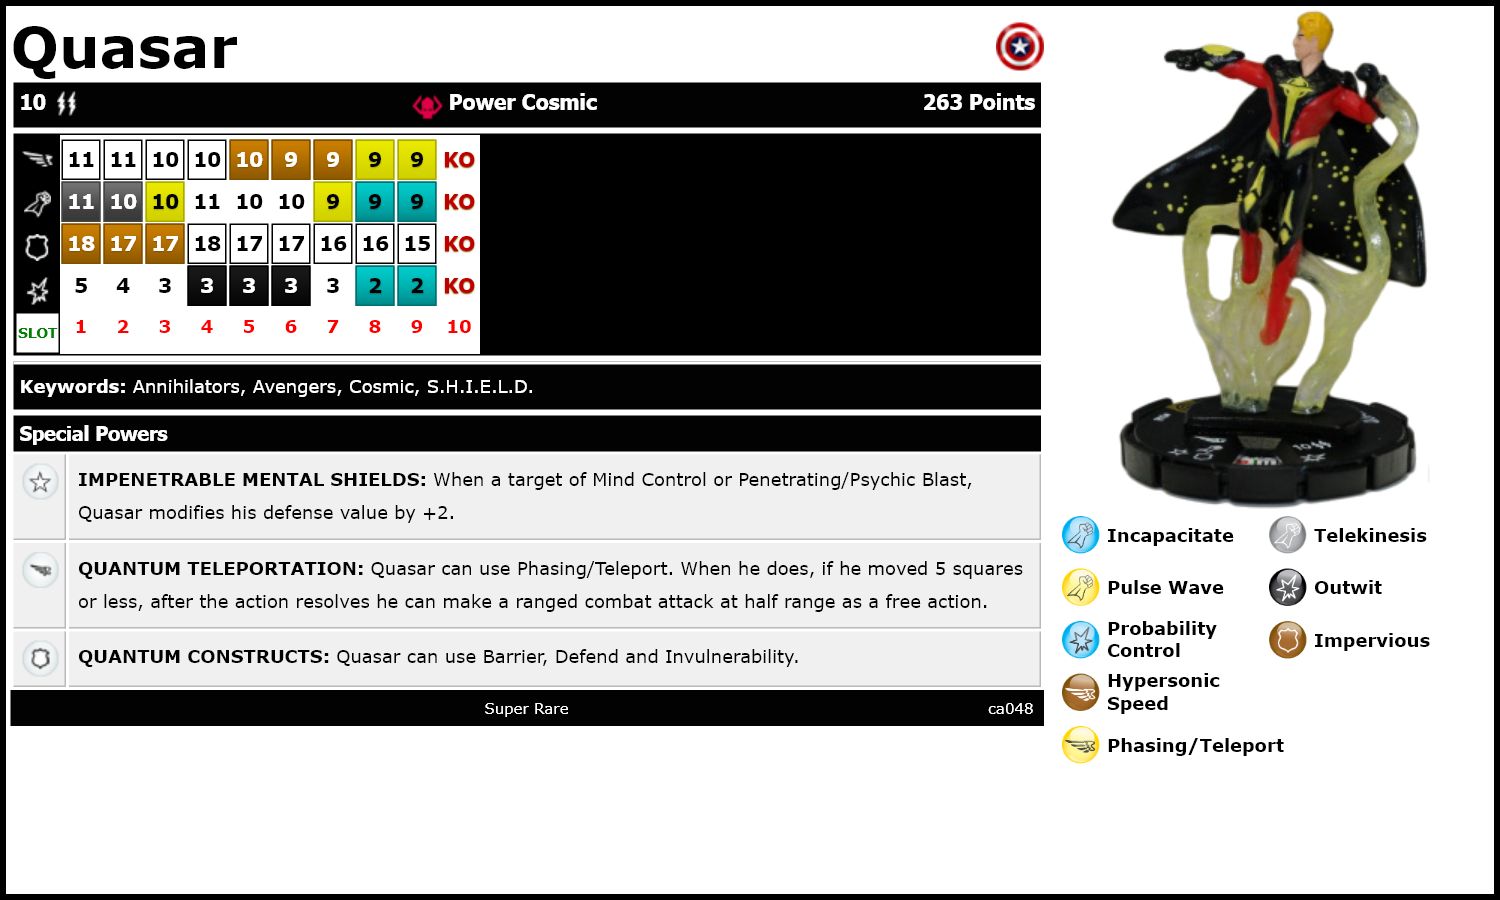 Quasar
10 Power Cosmic 263 Points
11 11 10 10 10 9 9 9 9 KO
11 10 10 11 10 10 9 9 9 KO
18 17 17 18 17 17 16 16 15 KO
5 4 3 3 3 3 3 2 2 KO
SLOT 1 2 3 4 5 6 7 8 9 10
Keywords: Annihilators, Avengers, Cosmic, S.H.I.E.L.D.
Special Powers
IMPENETRABLE MENTAL SHIELDS: When a target of Mind Control or Penetrating/Psychic Blast,
Quasar modifies his defense value by +2.
QUANTUM TELEPORTATION: Quasar can use Phasing/Teleport. When he does, if he moved 5 squares
or less, after the action resolves he can make a ranged combat attack at half range as a free action.
QUANTUM CONSTRUCTS: Quasar can use Barrier, Defend and Invulnerability.
Super Rare ca048
Incapacitate
Pulse Wave
Probability
Control
Hypersonic
Speed
Phasing/Teleport
Telekinesis
Outwit
Impervious